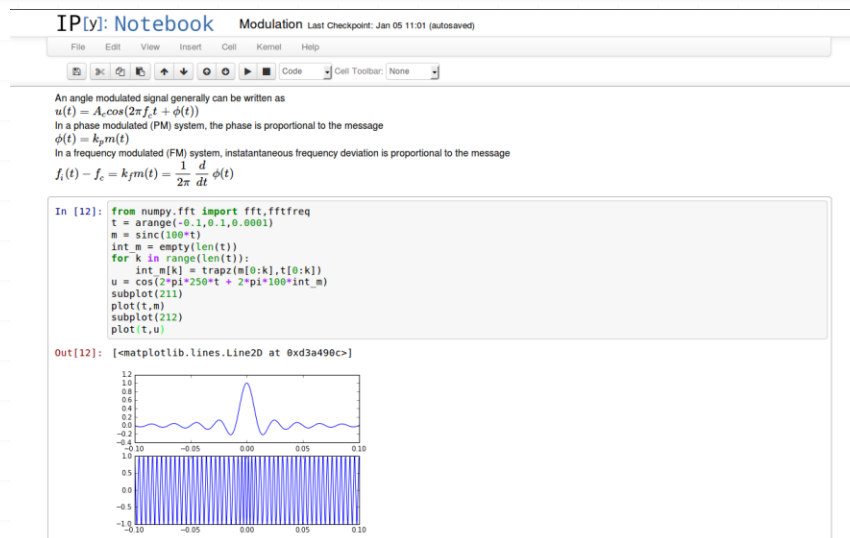 IP[y]: Notebook Modulation Last Checkpoint: Jan 05 11:01 (autosaved)
File Edit View Insert Cell Kernel Help
Code Cell Toolbar: None
An angle modulated signal generally can be written as
u(t) = A_c cos(2πf_c t + ϕ(t))
In a phase modulated (PM) system, the phase is proportional to the message
ϕ(t) = k_p m(t)
In a frequency modulated (FM) system, instatantaneous frequency deviation is proportional to the message
f_i(t) − f_c = k_f m(t) = 1/2π d/dt ϕ(t)
In [12]: from numpy.fft import fft,fftfreq
t = arange(-0.1,0.1,0.0001)
m = sinc(100*t)
int_m = empty(len(t))
for k in range(len(t)):
    int_m[k] = trapz(m[0:k],t[0:k])
u = cos(2*pi*250*t + 2*pi*100*int_m)
subplot(211)
plot(t,m)
subplot(212)
plot(t,u)
Out[12]: [<matplotlib.lines.Line2D at 0xd3a490c>]
1.2
1.0
0.8
0.6
0.4
0.2
0.0
−0.2
−0.4
−0.10 −0.05 0.00 0.05 0.10
1.0
0.5
0.0
−0.5
−1.0
−0.10 −0.05 0.00 0.05 0.10